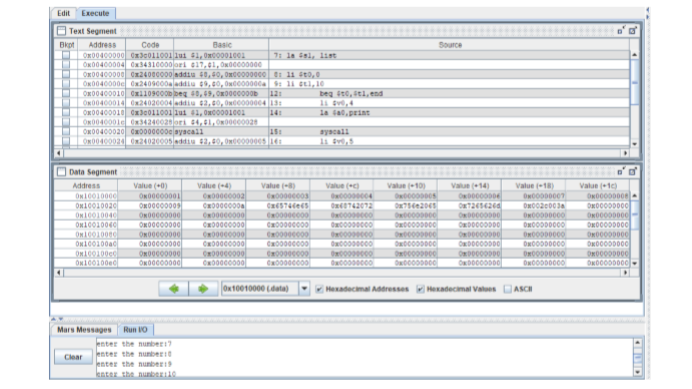 Edit Execute
Text Segment
Bkpt Address Code Basic Source
0x00400000 0x3c011001 lui $1,0x00001001 7: la $s1, list
0x00400004 0x34310000 ori $17,$1,0x00000000
0x00400008 0x24080000 addiu $8,$0,0x00000000 8: li $t0,0
0x0040000c 0x2409000a addiu $9,$0,0x0000000a 9: li $t1,10
0x00400010 0x1109000b beq $8,$9,0x0000000b 12: beq $t0,$t1,end
0x00400014 0x24020004 addiu $2,$0,0x00000004 13: li $v0,4
0x00400018 0x3c011001 lui $1,0x00001001 14: la $a0,print
0x0040001c 0x34240028 ori $4,$1,0x00000028
0x00400020 0x0000000c syscall 15: syscall
0x00400024 0x24020005 addiu $2,$0,0x00000005 16: li $v0,5
Data Segment
Address Value (+0) Value (+4) Value (+8) Value (+c) Value (+10) Value (+14) Value (+18) Value (+1c)
0x10010000 0x00000001 0x00000002 0x00000003 0x00000004 0x00000005 0x00000006 0x00000007 0x00000008
0x10010020 0x00000009 0x0000000a 0x65746e65 0x68742072 0x756e2065 0x7265626d 0x002c003a 0x00000000
0x10010040 0x00000000 0x00000000 0x00000000 0x00000000 0x00000000 0x00000000 0x00000000 0x00000000
0x10010060 0x00000000 0x00000000 0x00000000 0x00000000 0x00000000 0x00000000 0x00000000 0x00000000
0x10010080 0x00000000 0x00000000 0x00000000 0x00000000 0x00000000 0x00000000 0x00000000 0x00000000
0x100100a0 0x00000000 0x00000000 0x00000000 0x00000000 0x00000000 0x00000000 0x00000000 0x00000000
0x100100c0 0x00000000 0x00000000 0x00000000 0x00000000 0x00000000 0x00000000 0x00000000 0x00000000
0x100100e0 0x00000000 0x00000000 0x00000000 0x00000000 0x00000000 0x00000000 0x00000000 0x00000000
0x10010000 (.data) Hexadecimal Addresses Hexadecimal Values ASCII
Mars Messages Run I/O
enter the number:7
enter the number:8
Clear
enter the number:9
enter the number:10